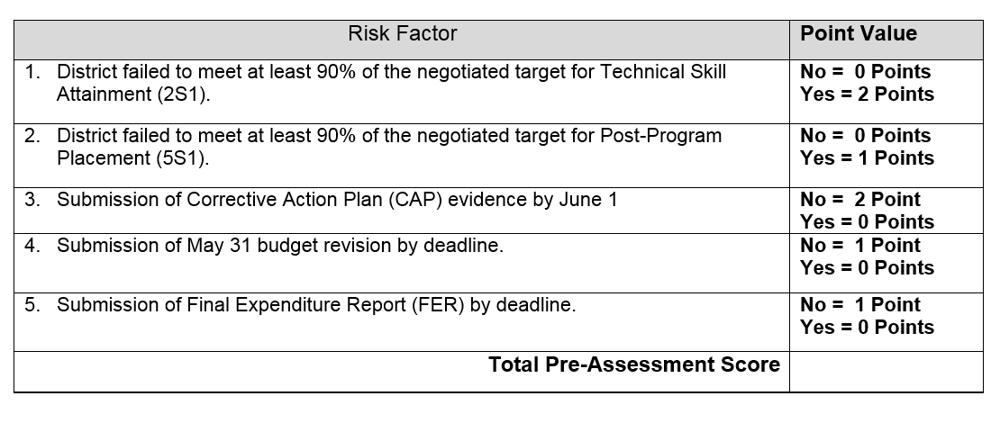 Risk Factor
Point Value
1. District failed to meet at least 90% of the negotiated target for Technical Skill
Attainment (2S1).
No = 0 Points
Yes = 2 Points
2. District failed to meet at least 90% of the negotiated target for Post-Program
Placement (5S1).
No = 0 Points
Yes = 1 Points
3. Submission of Corrective Action Plan (CAP) evidence by June 1
No = 2 Point
Yes = 0 Points
4. Submission of May 31 budget revision by deadline.
No = 1 Point
Yes = 0 Points
5. Submission of Final Expenditure Report (FER) by deadline.
No = 1 Point
Yes = 0 Points
Total Pre-Assessment Score